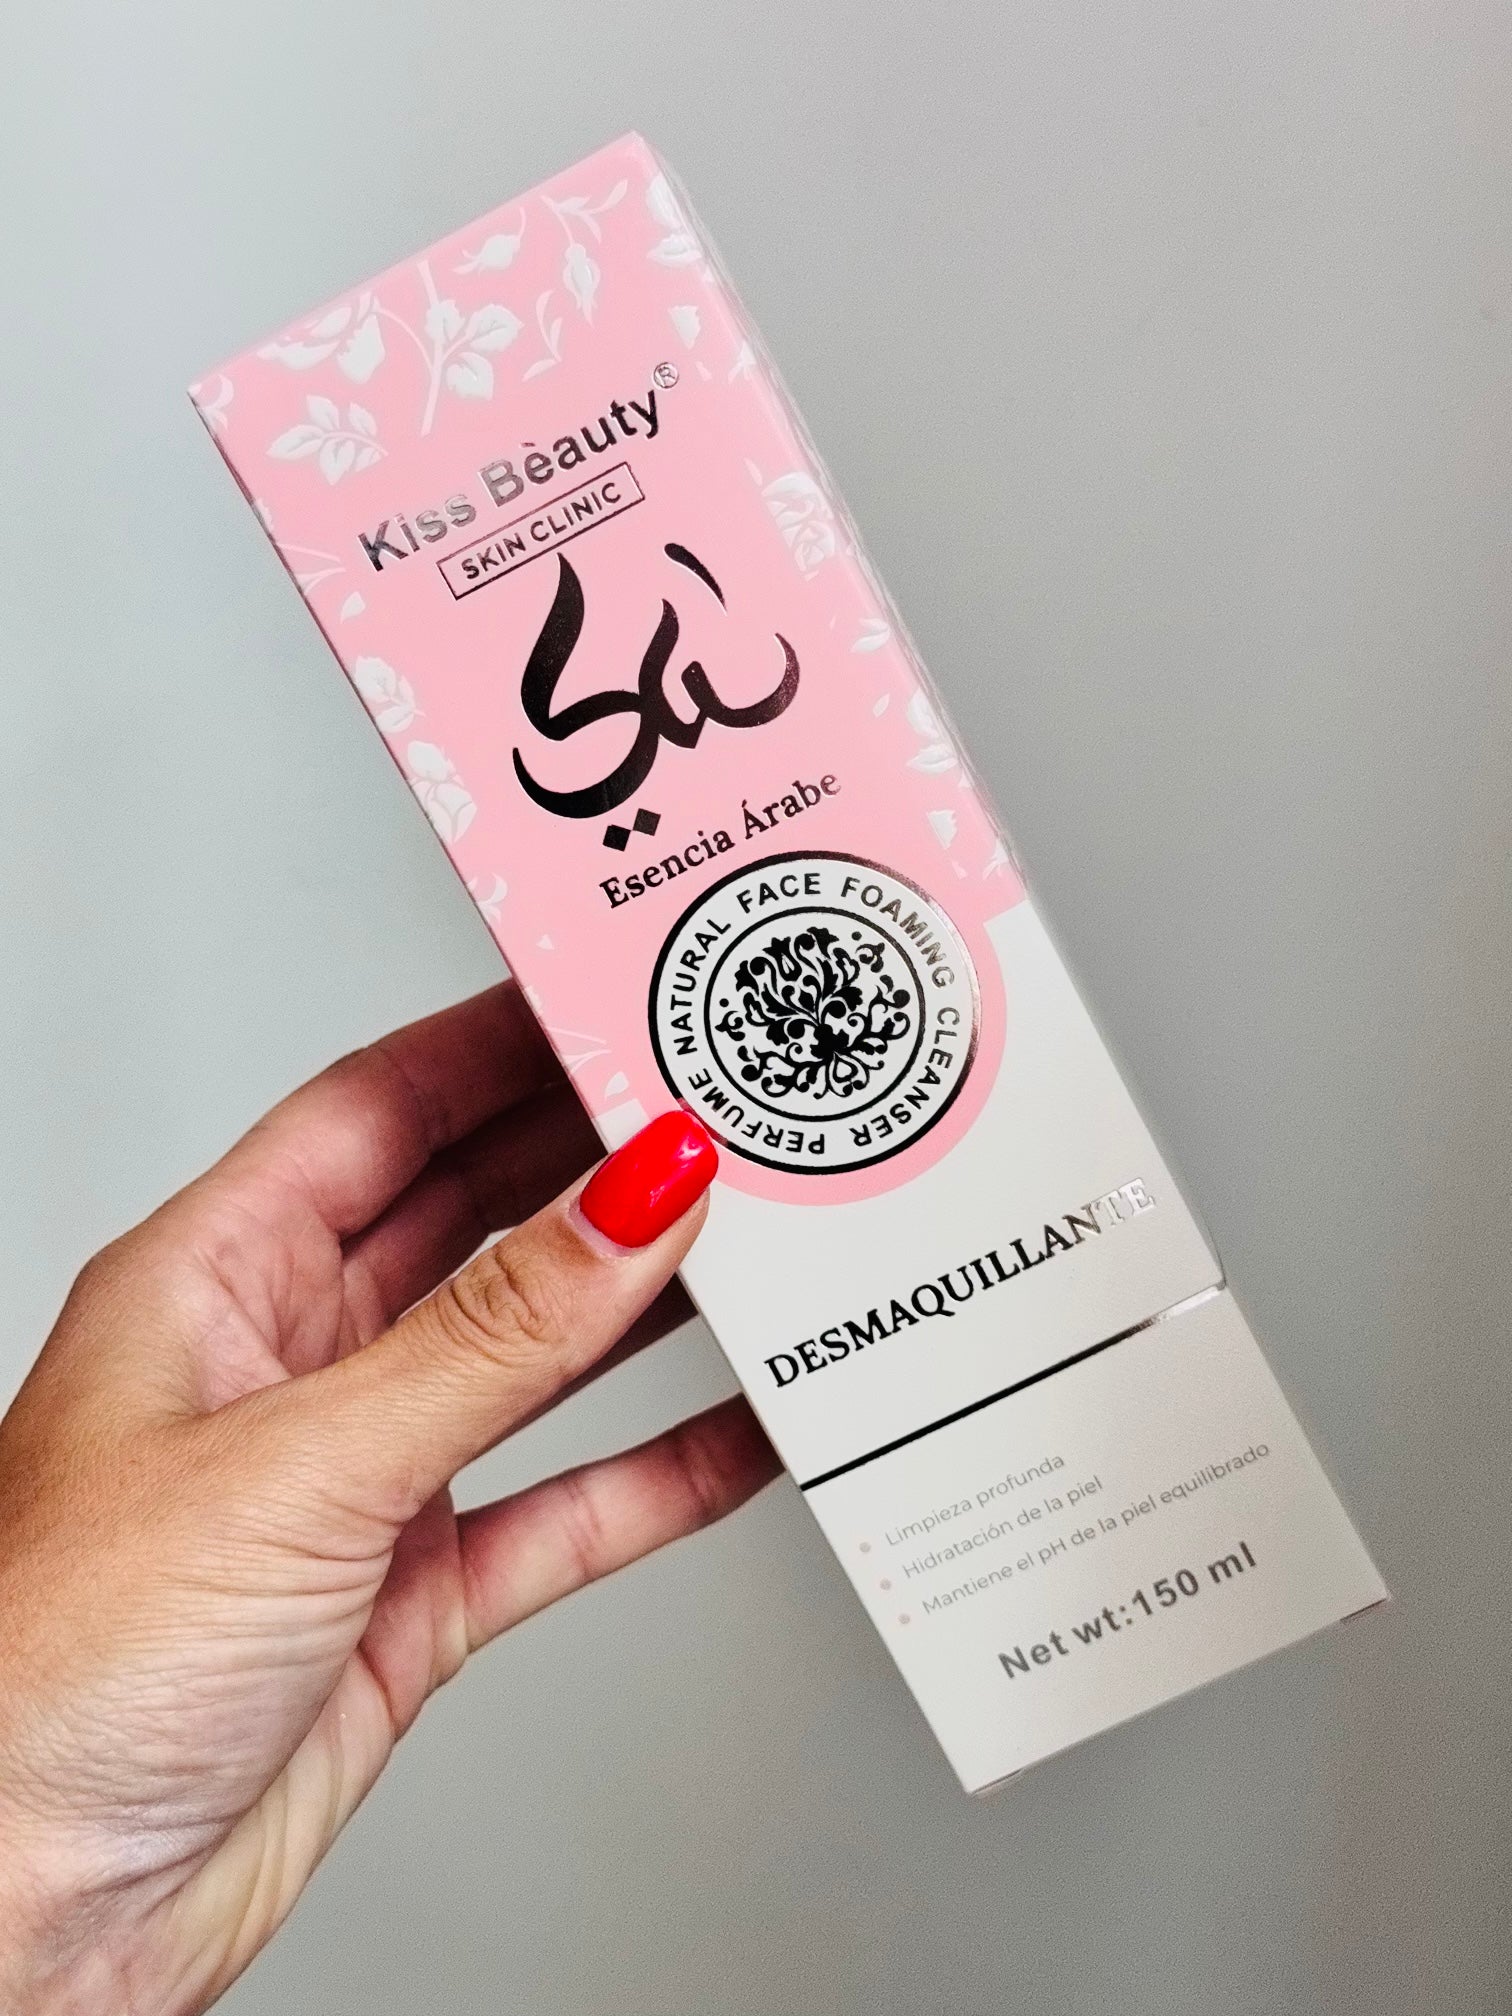 Kiss Bèauty®
SKIN CLINIC
Esencia Árabe
NATURAL FACE FOAMING CLEANSER PERFUME
DESMAQUILLANTE
Limpieza profunda
Hidratación de la piel
Mantiene el pH de la piel equilibrado
Net wt:150 ml